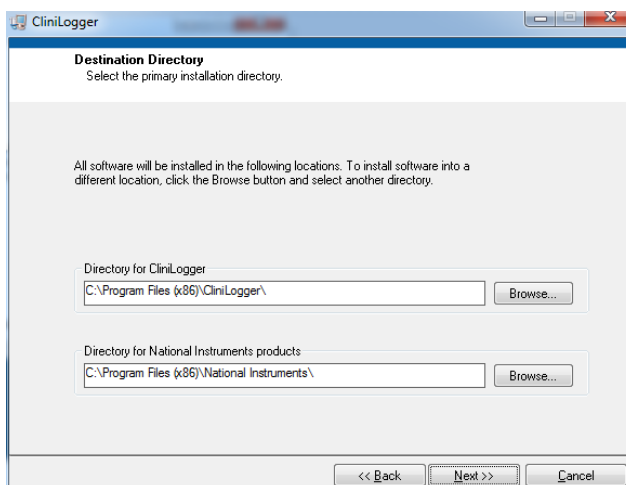 CliniLogger
Destination Directory
Select the primary installation directory.
All software will be installed in the following locations. To install software into a
different location, click the Browse button and select another directory.
Directory for CliniLogger
C:\Program Files (x86)\CliniLogger\
Browse...
Directory for National Instruments products
C:\Program Files (x86)\National Instruments\
Browse...
<< Back
Next >>
Cancel